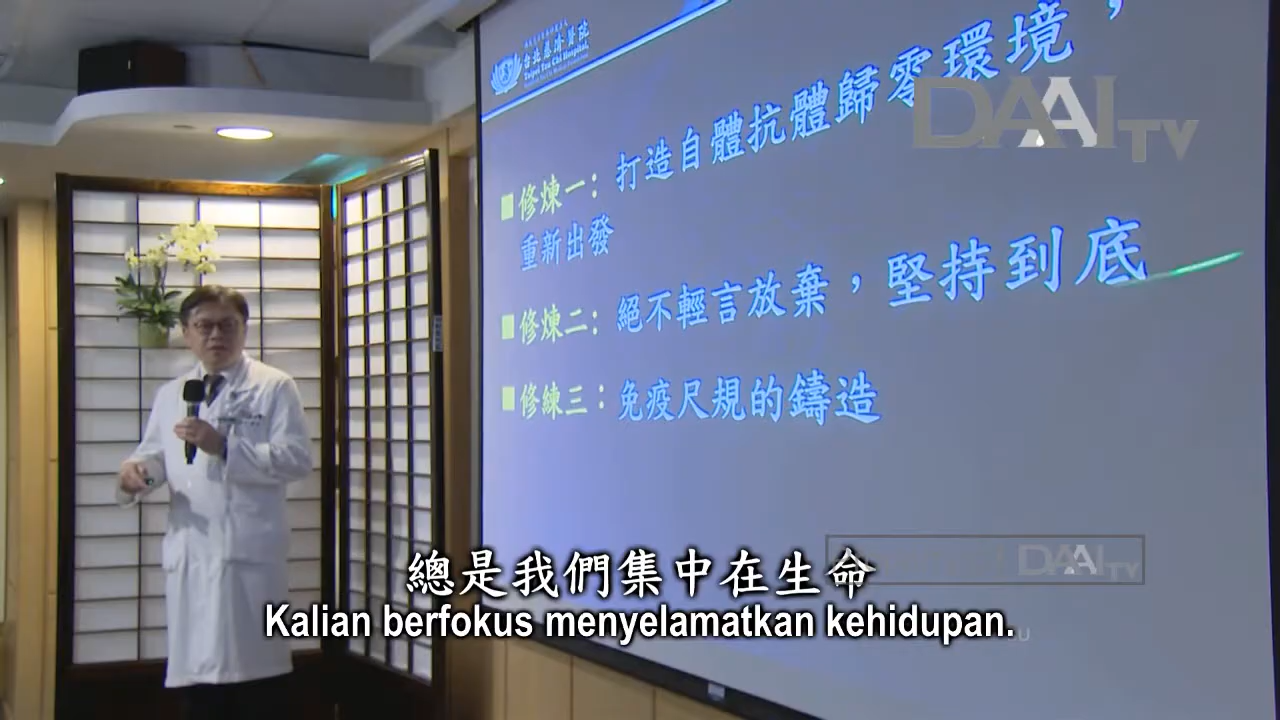 台北慈濟醫院
Taipei Tzu Chi Hospital,
DAAI TV
修煉一: 打造自體抗體歸零環境，
重新出發
修煉二: 絕不輕言放棄，堅持到底
修練三：免疫尺規的鑄造
DAAI TV
總是我們集中在生命
Kalian berfokus menyelamatkan kehidupan.